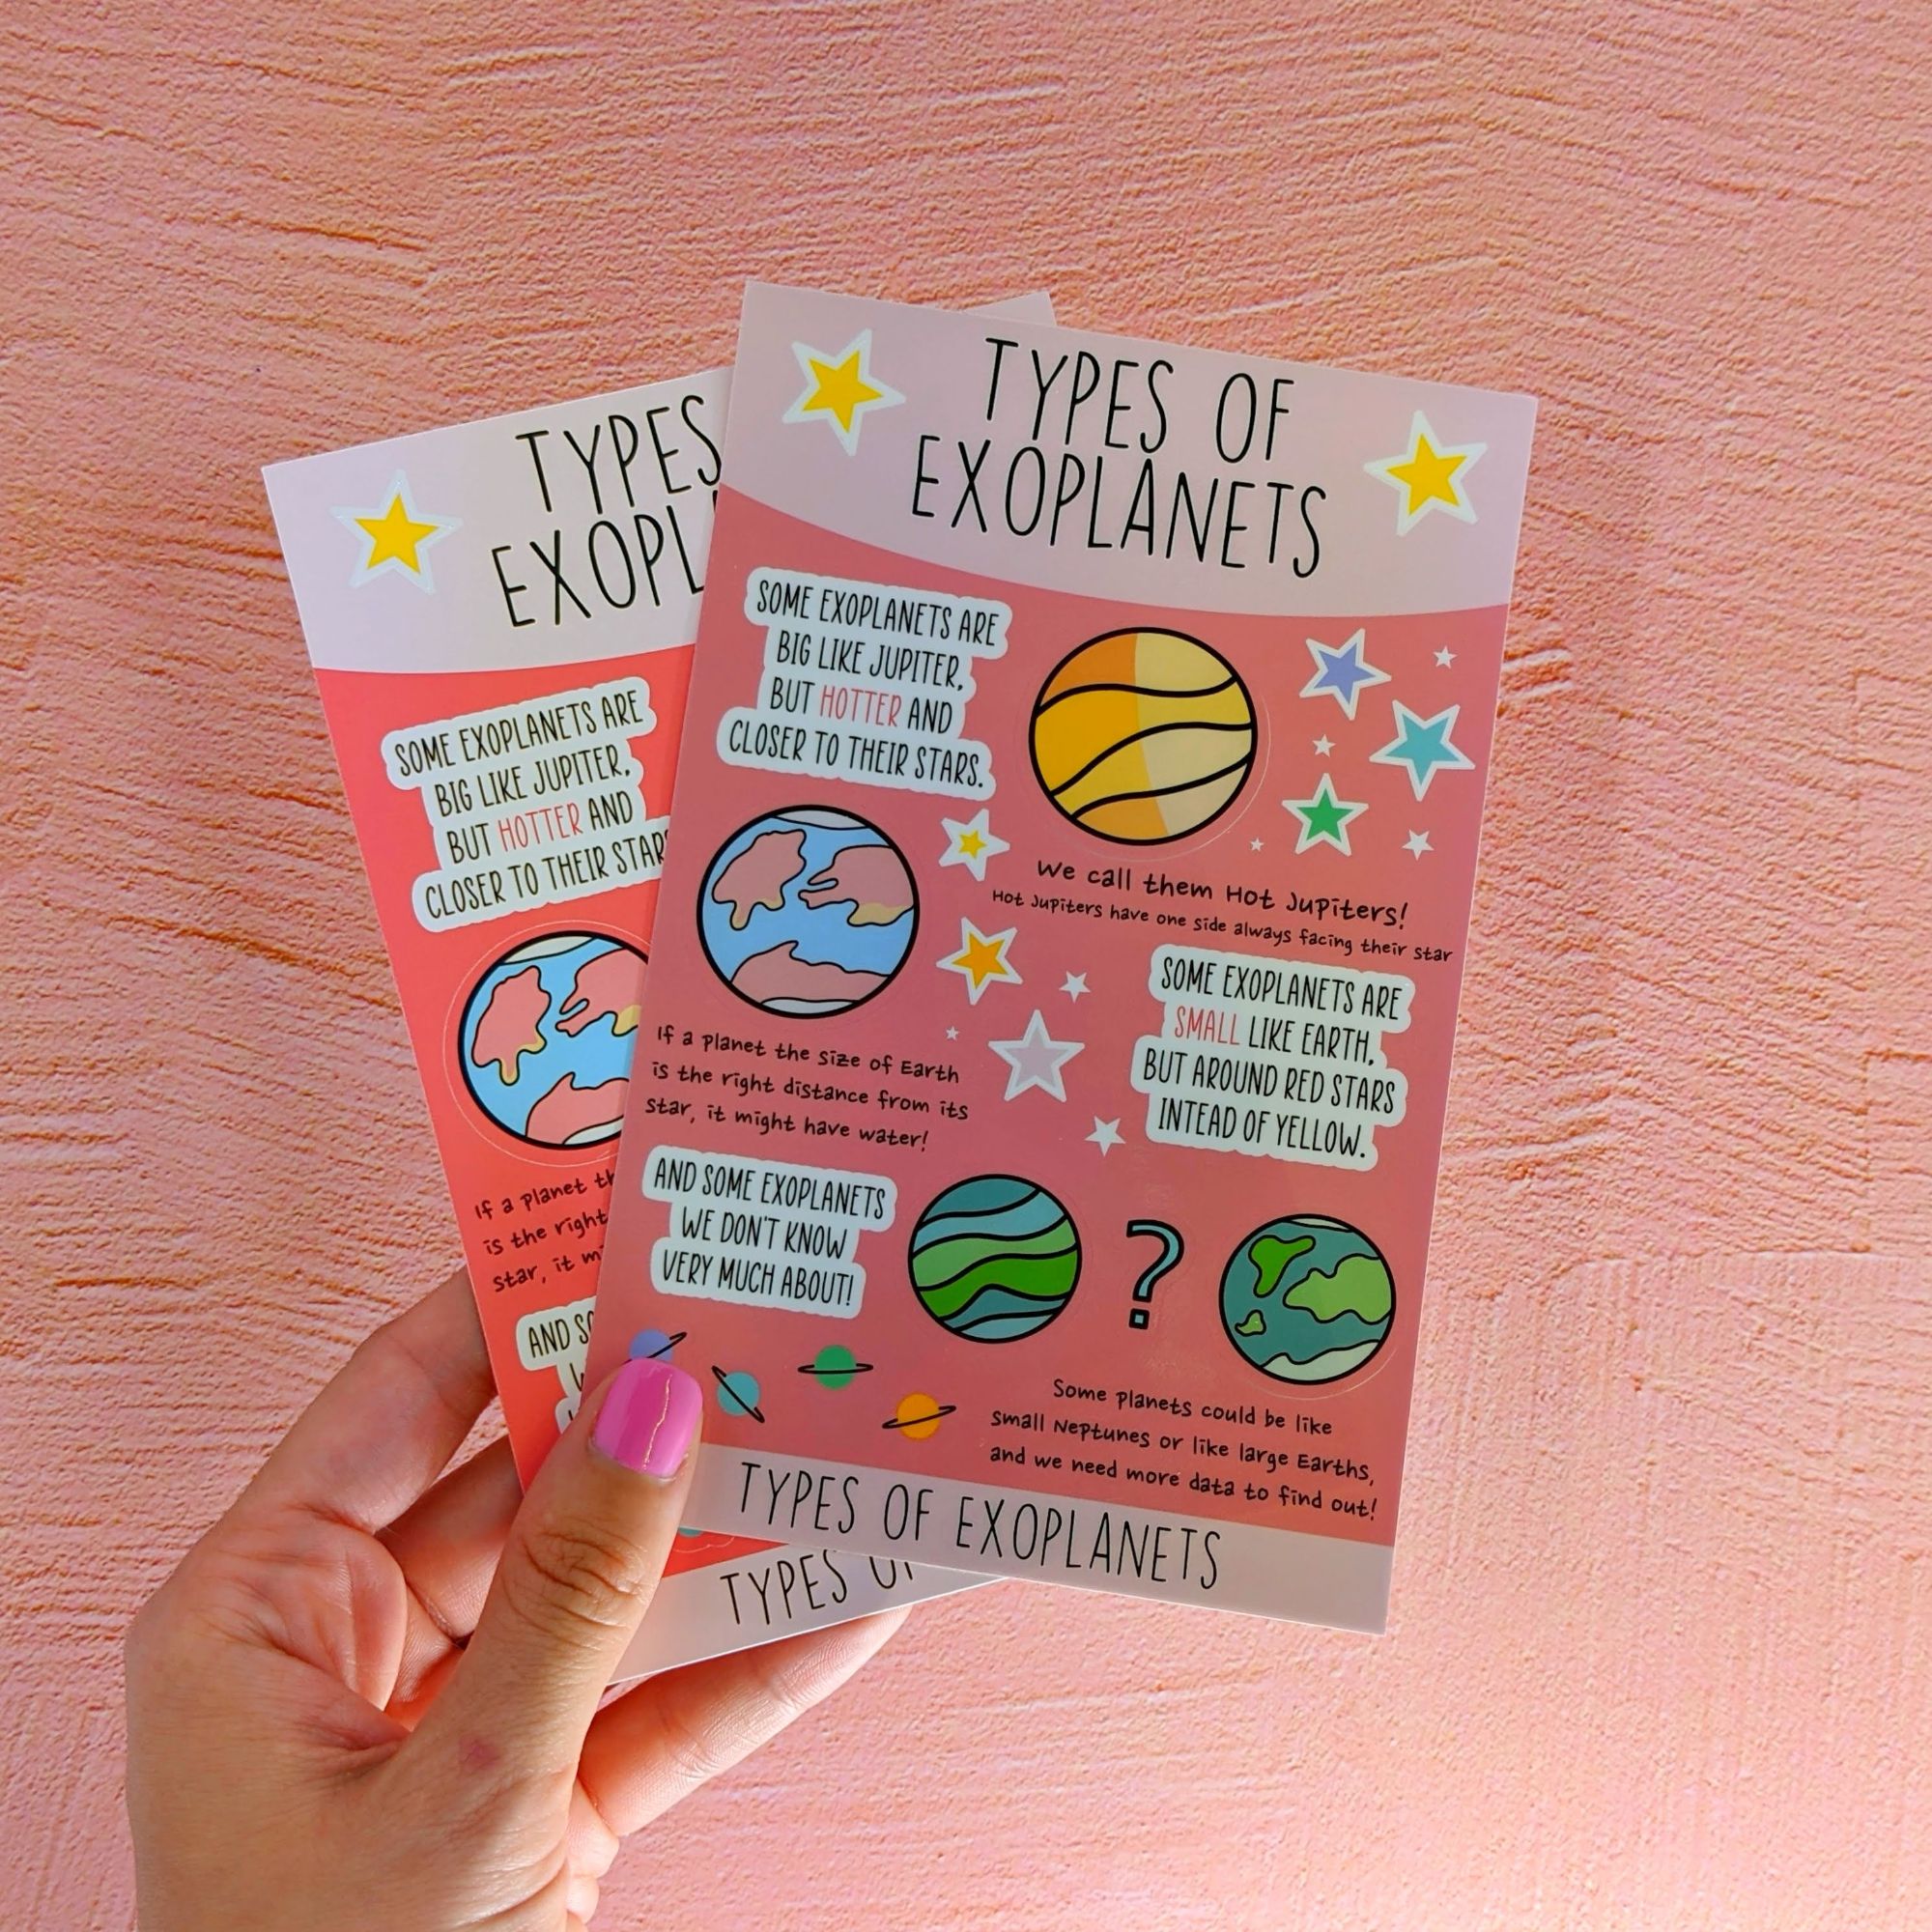 TYPES OF
EXOPLANETS
SOME EXOPLANETS ARE
BIG LIKE JUPITER,
BUT HOTTER AND
CLOSER TO THEIR STARS.
We call them Hot Jupiters!
Hot Jupiters have one side always facing their star
SOME EXOPLANETS ARE
SMALL LIKE EARTH,
BUT AROUND RED STARS
INTEAD OF YELLOW.
If a planet the size of Earth
is the right distance from its
star, it might have water!
AND SOME EXOPLANETS
WE DON'T KNOW
VERY MUCH ABOUT!
?
Some planets could be like
small Neptunes or like large Earths,
and we need more data to find out!
TYPES OF EXOPLANETS
TYPES
EXOPL
SOME EXOPLANETS ARE
BIG LIKE JUPITER,
BUT HOTTER AND
CLOSER TO THEIR STAR
If a planet th
is the right
star, it m
AND SO
TYPES OF